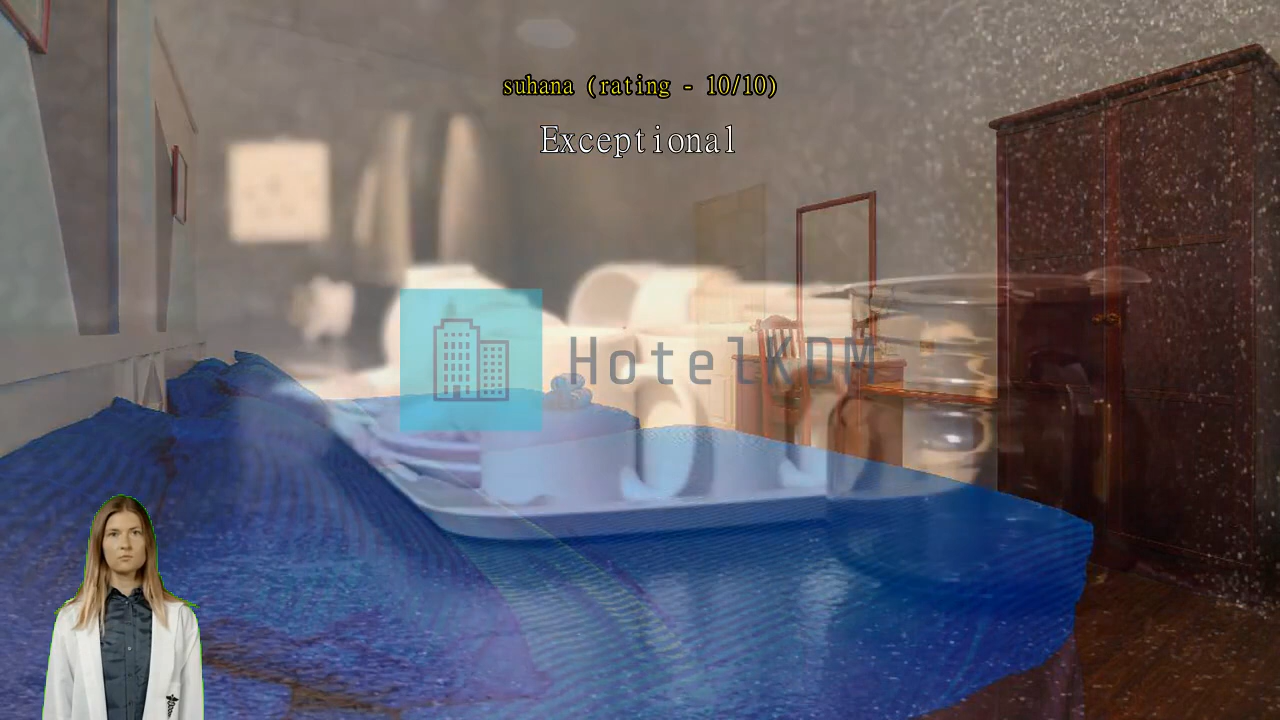 suhana (rating - 10/10)
Exceptional
HotelKDM